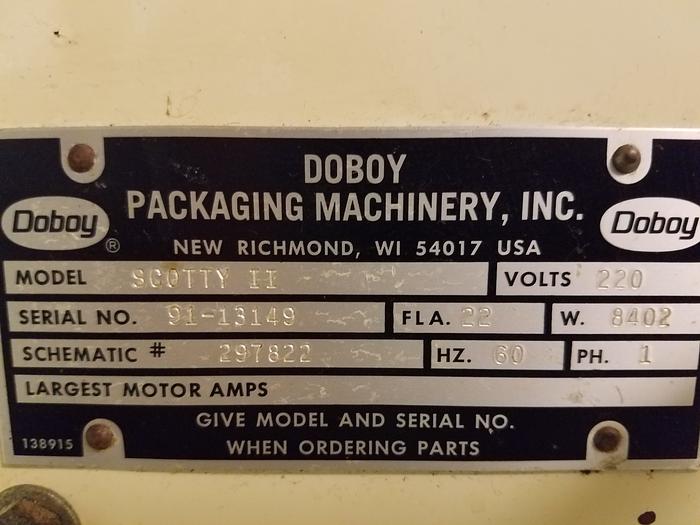 DOBOY
PACKAGING MACHINERY, INC.
Doboy ®
Doboy
NEW RICHMOND, WI 54017 USA
MODEL SCOTTY II VOLTS 220
SERIAL NO. 91-13149 FLA. 22 W. 8402
SCHEMATIC # 297822 HZ. 60 PH. 1
LARGEST MOTOR AMPS
GIVE MODEL AND SERIAL NO.
138915 WHEN ORDERING PARTS